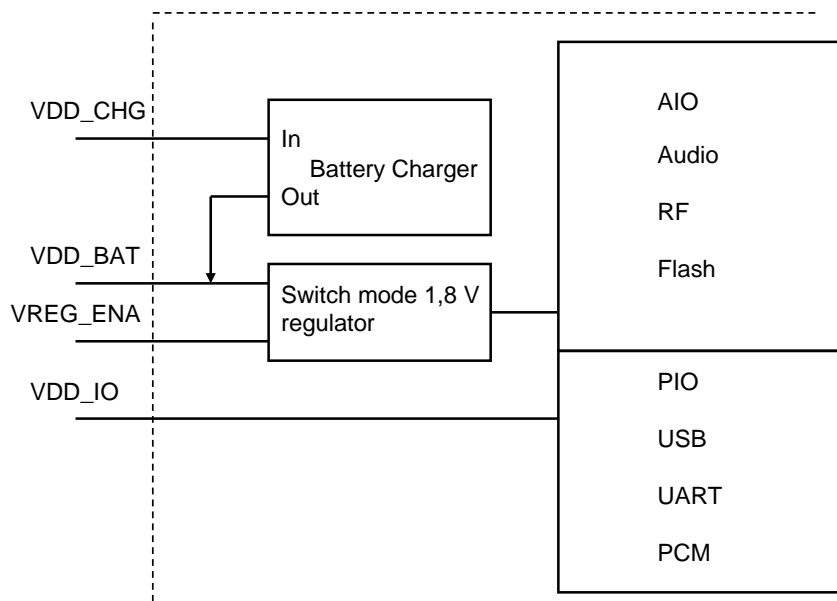 VDD_CHG
In
Battery Charger
Out
VDD_BAT
VREG_ENA
Switch mode 1,8 V
regulator
VDD_IO
AIO
Audio
RF
Flash
PIO
USB
UART
PCM